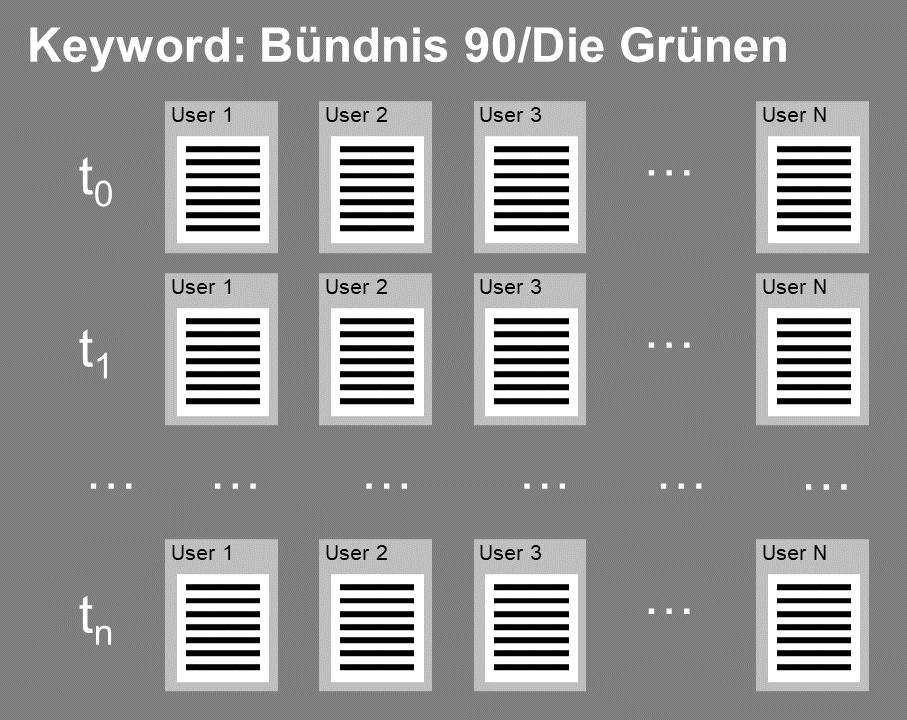 Keyword: Bündnis 90/Die Grünen
User 1 User 2 User 3 User N
t0 ...
User 1 User 2 User 3 User N
t1 ...
... ... ... ... ... ...
User 1 User 2 User 3 User N
tn ...